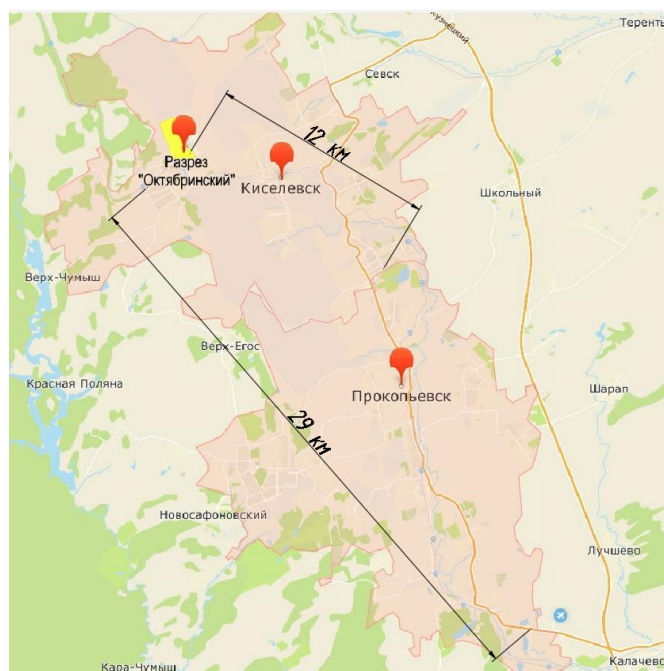 Кузнецкий
Теренть
Севск
12 км
Разрез
"Октябринский"
Киселевск
Школьный
Верх-Чумыш
Верх-Егос
Красная Поляна
Прокопьевск
Шарап
29 км
Новосафоновский
Лучшево
Кара-Чумыш
Калачево